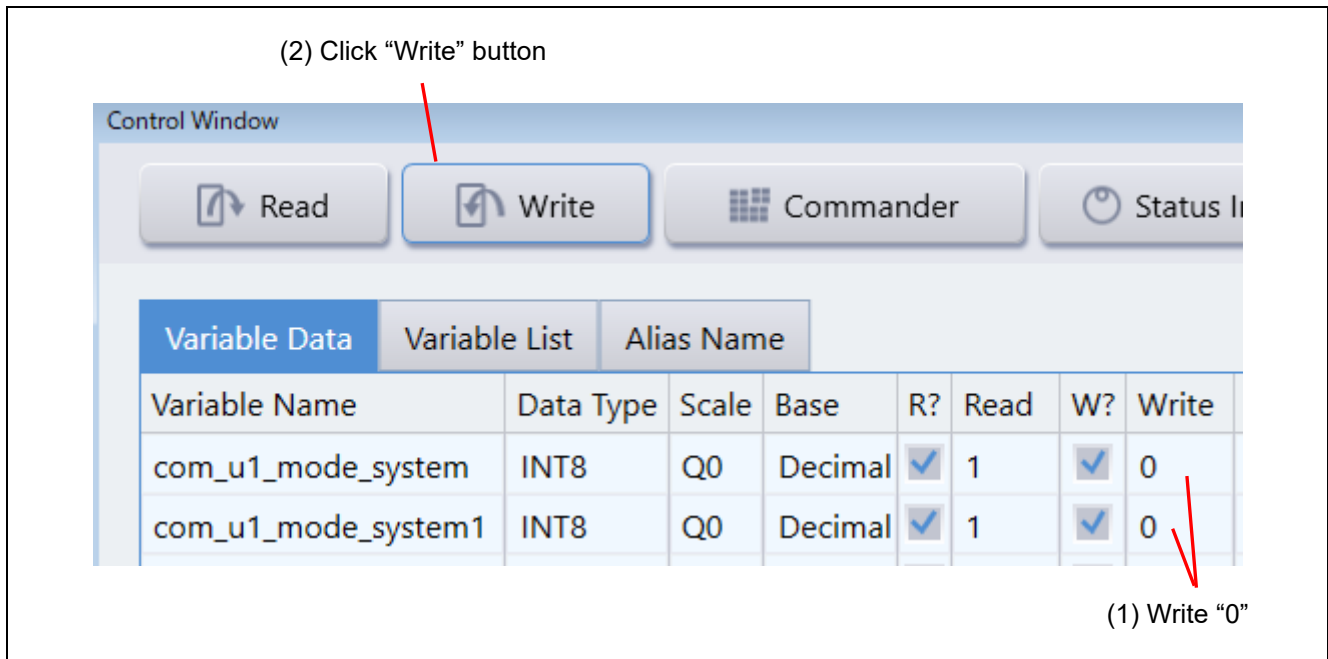 (2) Click “Write” button
Control Window
Read Write Commander Status I
Variable Data Variable List Alias Name
Variable Name Data Type Scale Base R? Read W? Write
com_u1_mode_system INT8 Q0 Decimal 1 0
com_u1_mode_system1 INT8 Q0 Decimal 1 0
(1) Write “0”